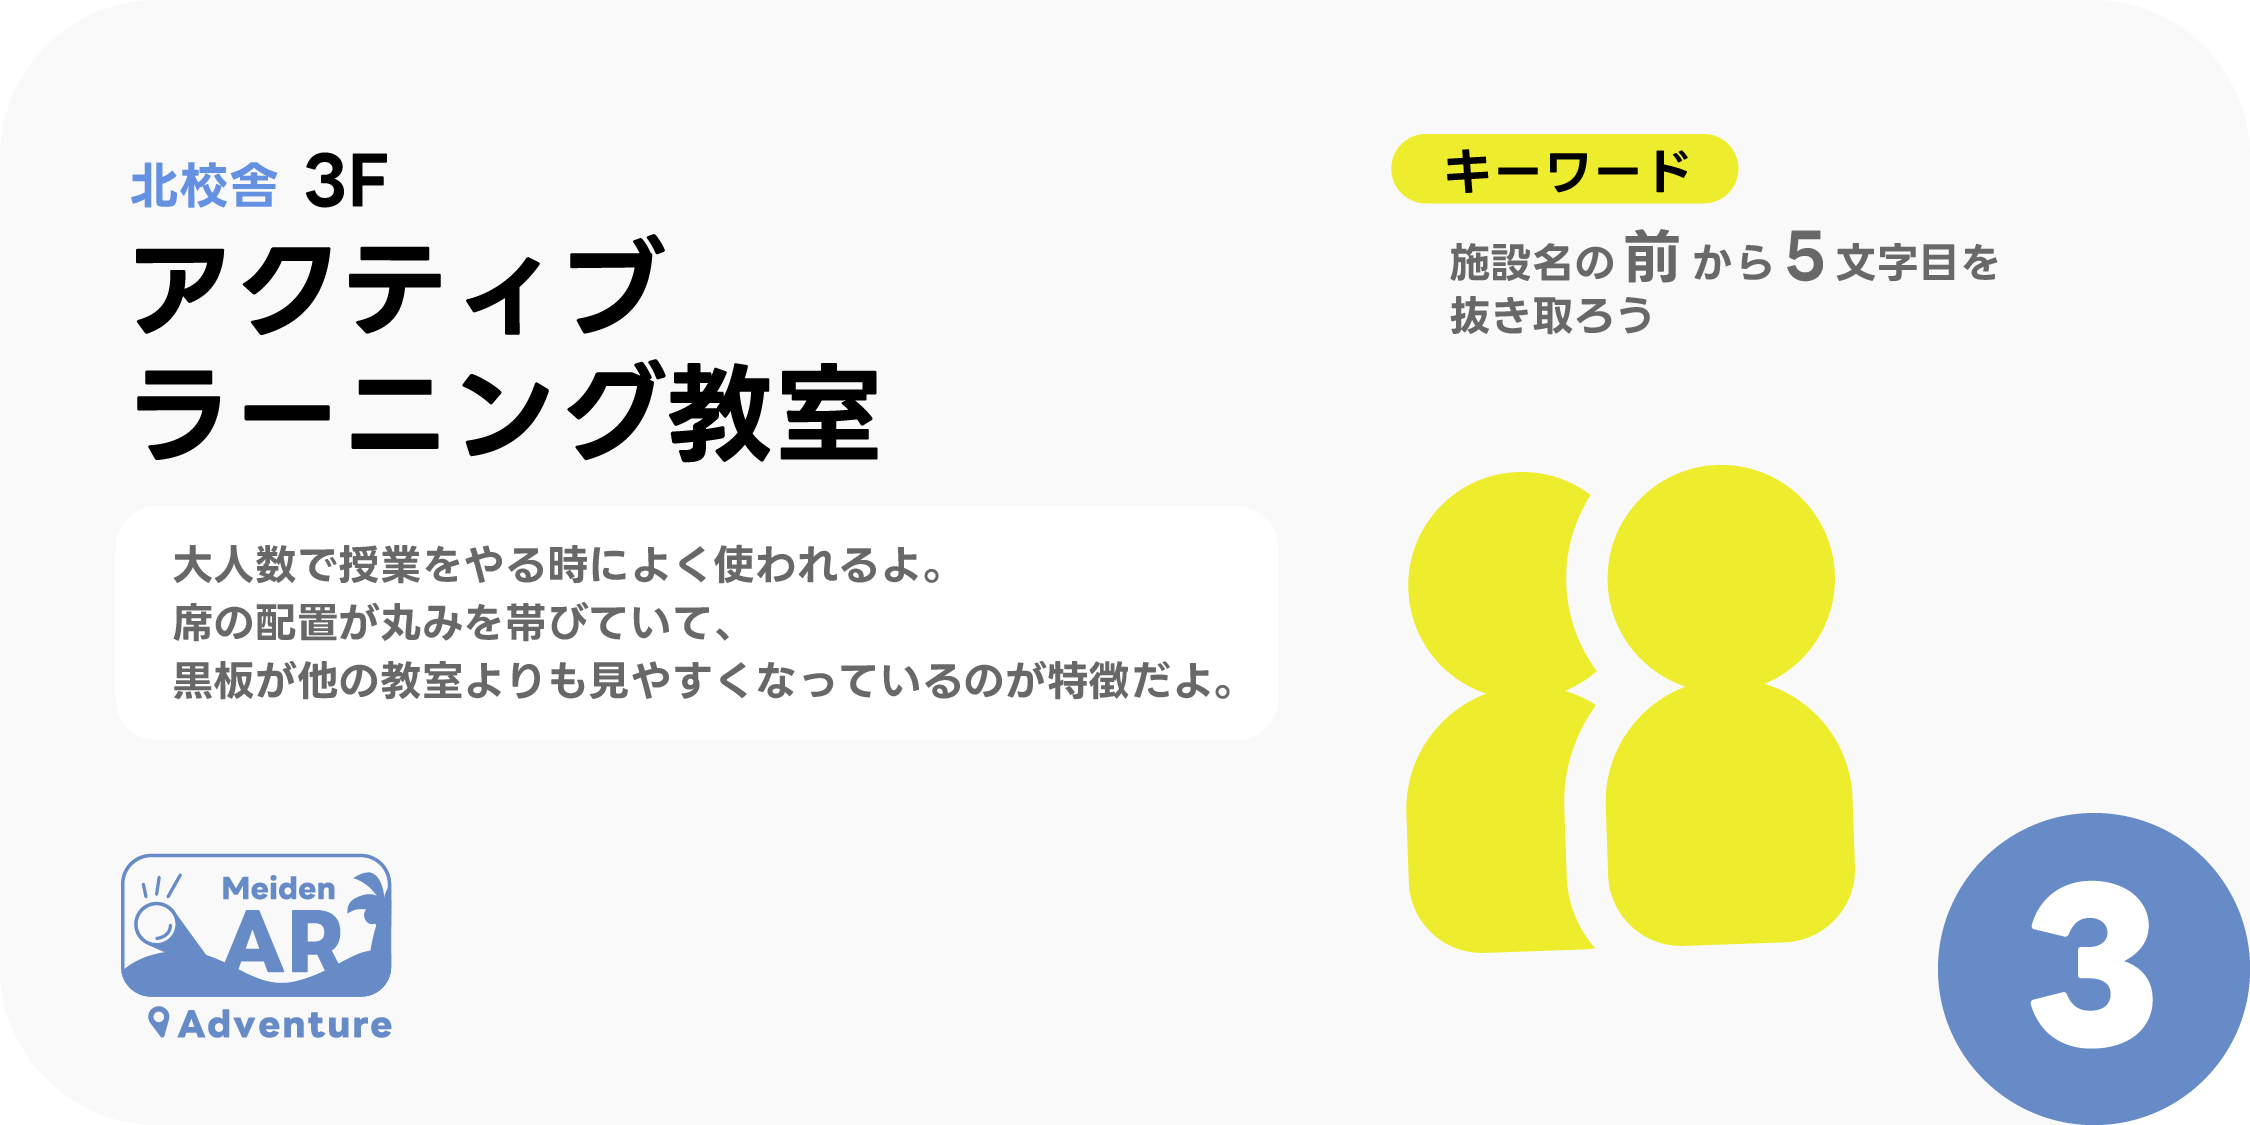 北校舎 3F
アクティブ
ラーニング教室
大人数で授業をやる時によく使われるよ。
席の配置が丸みを帯びていて、
黒板が他の教室よりも見やすくなっているのが特徴だよ。
キーワード
施設名の前から5文字目を
抜き取ろう
Meiden
AR
Adventure
3